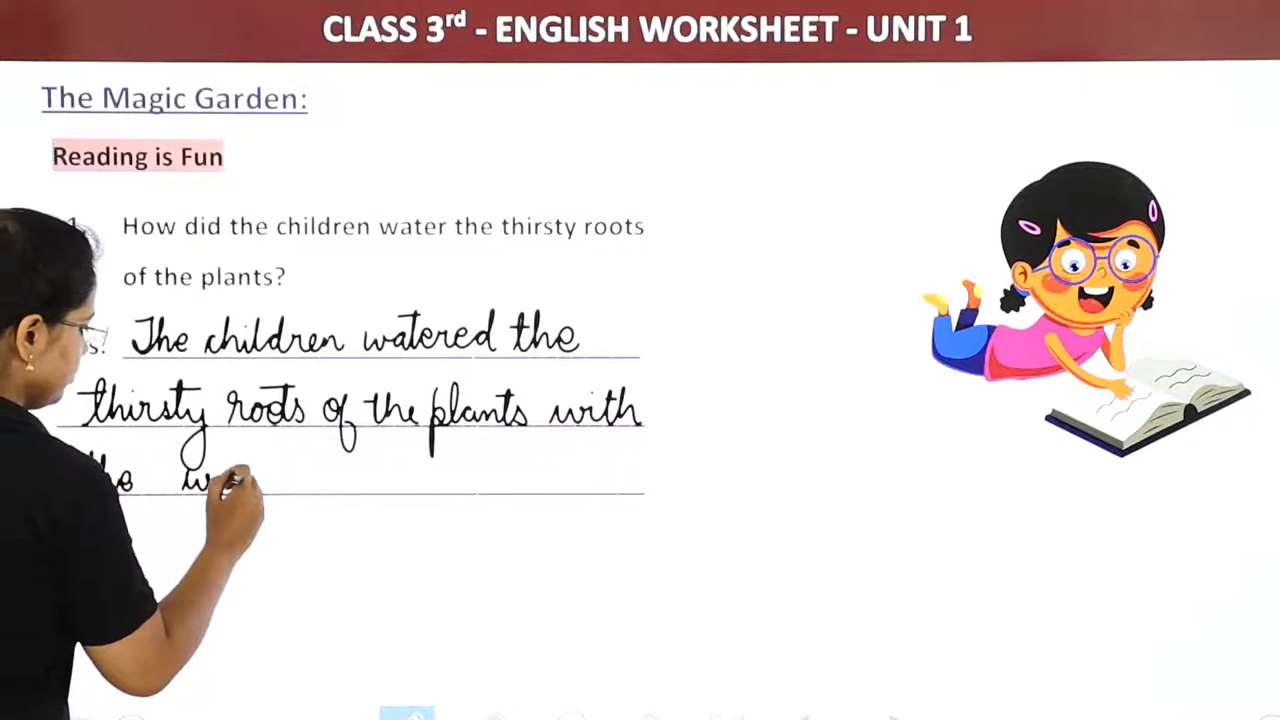 CLASS 3rd - ENGLISH WORKSHEET - UNIT 1
The Magic Garden:
Reading is Fun
1. How did the children water the thirsty roots
of the plants?
The children watered the
thirsty roots of the plants with